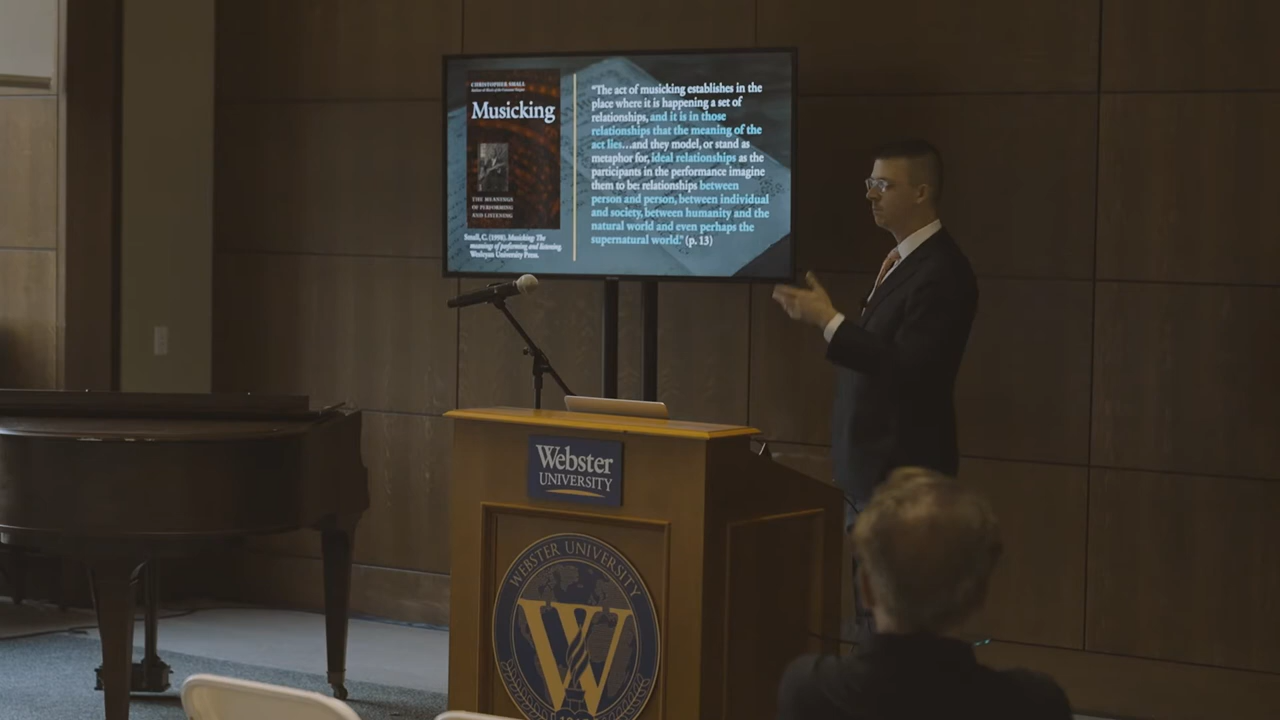 CHRISTOPHER SMALL
Musicking
THE MEANINGS
OF PERFORMING
AND LISTENING
Small, C. (1998). Musicking: The
meanings of performing and listening.
Wesleyan University Press.
"The act of musicking establishes in the
place where it is happening a set of
relationships, and it is in those
relationships that the meaning of the
act lies...and they model, or stand as
metaphor for, ideal relationships as the
participants in the performance imagine
them to be: relationships between
person and person, between individual
and society, between humanity and the
natural world and even perhaps the
supernatural world." (p. 13)
Webster
UNIVERSITY
WEBSTER UNIVERSITY
W